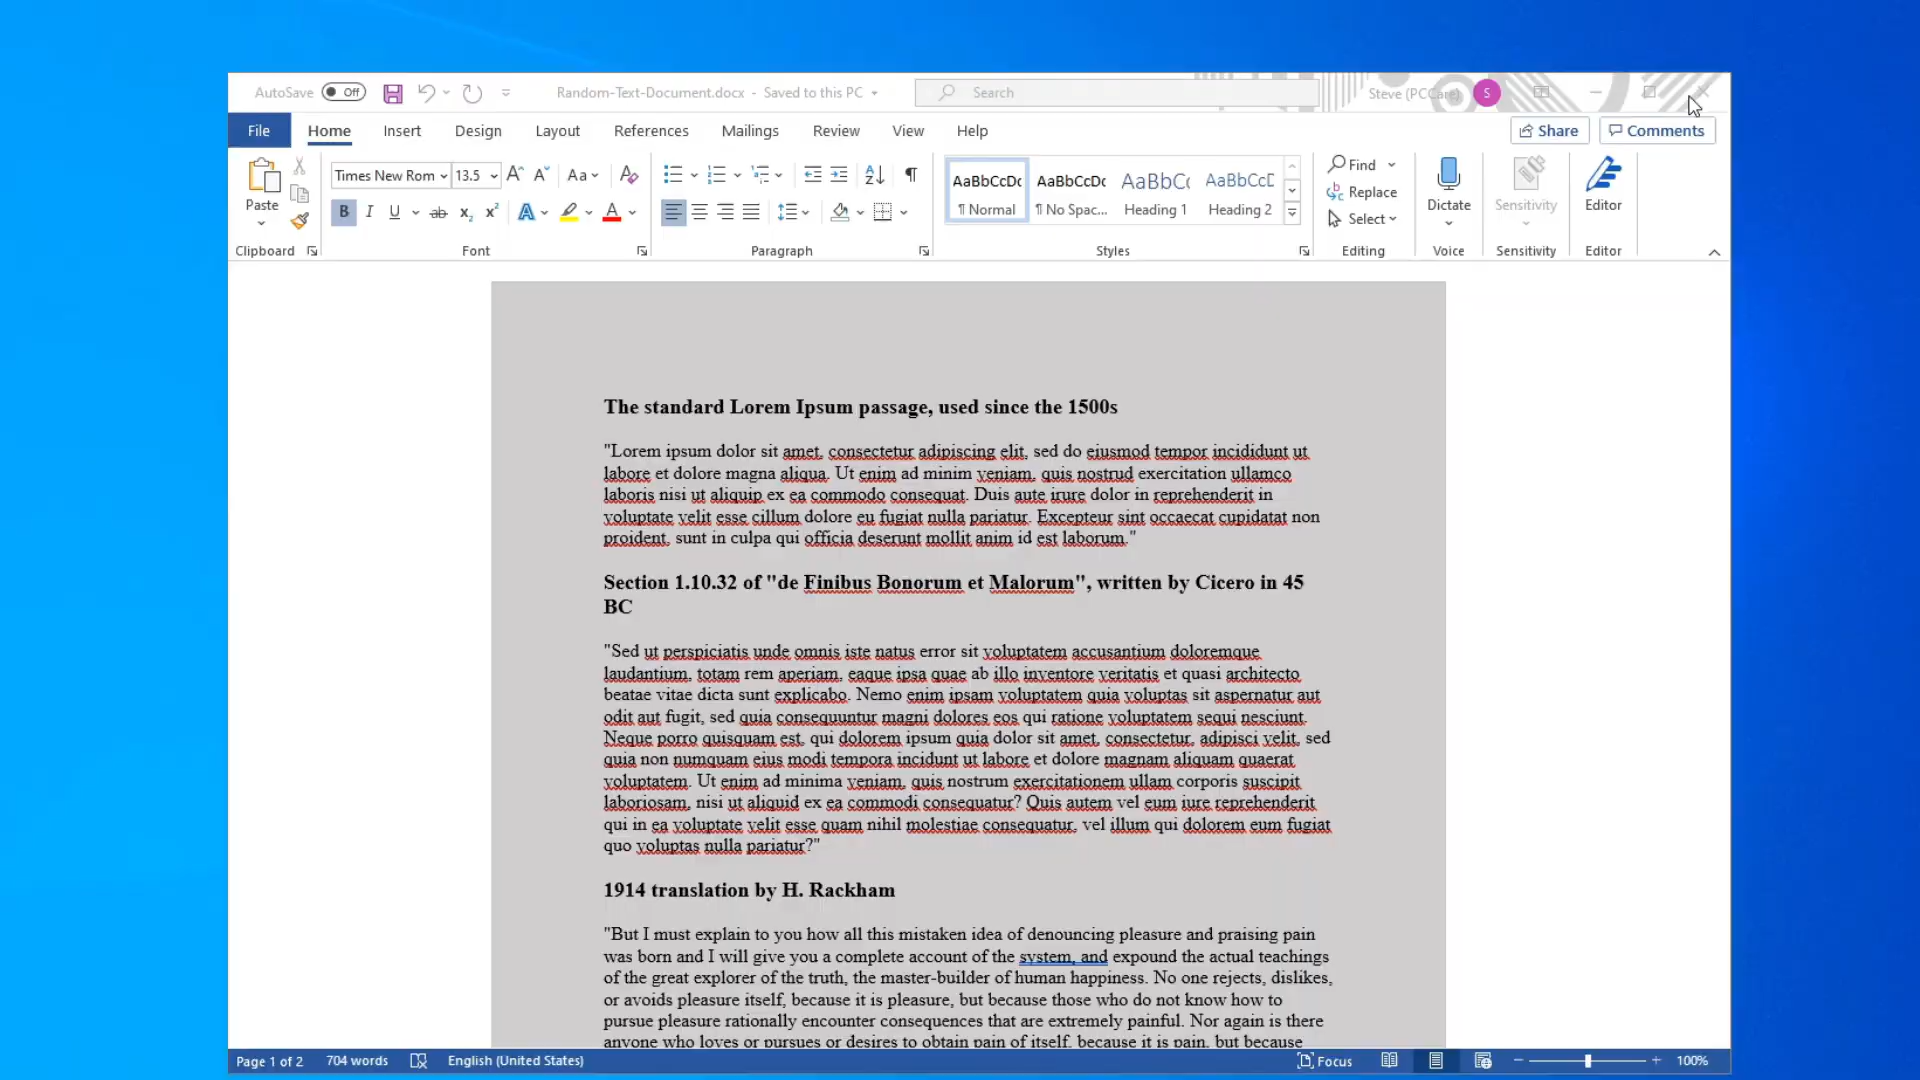 AutoSave Off Random-Text-Document.docx - Saved to this PC Search Steve (PCCare) S
File Home Insert Design Layout References Mailings Review View Help Share Comments
Times New Rom 13.5 Aa AaBbCcDc AaBbCcDc AaBbC AaBbCcD Find
Paste B I U ab x₂ x² A A ¶ Normal ¶ No Spac... Heading 1 Heading 2 Replace Select Dictate Sensitivity Editor
Clipboard Font Paragraph Styles Editing Voice Sensitivity Editor
The standard Lorem Ipsum passage, used since the 1500s
"Lorem ipsum dolor sit amet, consectetur adipiscing elit, sed do eiusmod tempor incididunt ut
labore et dolore magna aliqua. Ut enim ad minim veniam, quis nostrud exercitation ullamco
laboris nisi ut aliquip ex ea commodo consequat. Duis aute irure dolor in reprehenderit in
voluptate velit esse cillum dolore eu fugiat nulla pariatur. Excepteur sint occaecat cupidatat non
proident, sunt in culpa qui officia deserunt mollit anim id est laborum."
Section 1.10.32 of "de Finibus Bonorum et Malorum", written by Cicero in 45
BC
"Sed ut perspiciatis unde omnis iste natus error sit voluptatem accusantium doloremque
laudantium, totam rem aperiam, eaque ipsa quae ab illo inventore veritatis et quasi architecto
beatae vitae dicta sunt explicabo. Nemo enim ipsam voluptatem quia voluptas sit aspernatur aut
odit aut fugit, sed quia consequuntur magni dolores eos qui ratione voluptatem sequi nesciunt.
Neque porro quisquam est, qui dolorem ipsum quia dolor sit amet, consectetur, adipisci velit, sed
quia non numquam eius modi tempora incidunt ut labore et dolore magnam aliquam quaerat
voluptatem. Ut enim ad minima veniam, quis nostrum exercitationem ullam corporis suscipit
laboriosam, nisi ut aliquid ex ea commodi consequatur? Quis autem vel eum iure reprehenderit
qui in ea voluptate velit esse quam nihil molestiae consequatur, vel illum qui dolorem eum fugiat
quo voluptas nulla pariatur?"
1914 translation by H. Rackham
"But I must explain to you how all this mistaken idea of denouncing pleasure and praising pain
was born and I will give you a complete account of the system, and expound the actual teachings
of the great explorer of the truth, the master-builder of human happiness. No one rejects, dislikes,
or avoids pleasure itself, because it is pleasure, but because those who do not know how to
pursue pleasure rationally encounter consequences that are extremely painful. Nor again is there
anyone who loves or pursues or desires to obtain pain of itself, because it is pain, but because
Page 1 of 2 704 words English (United States) Focus 100%